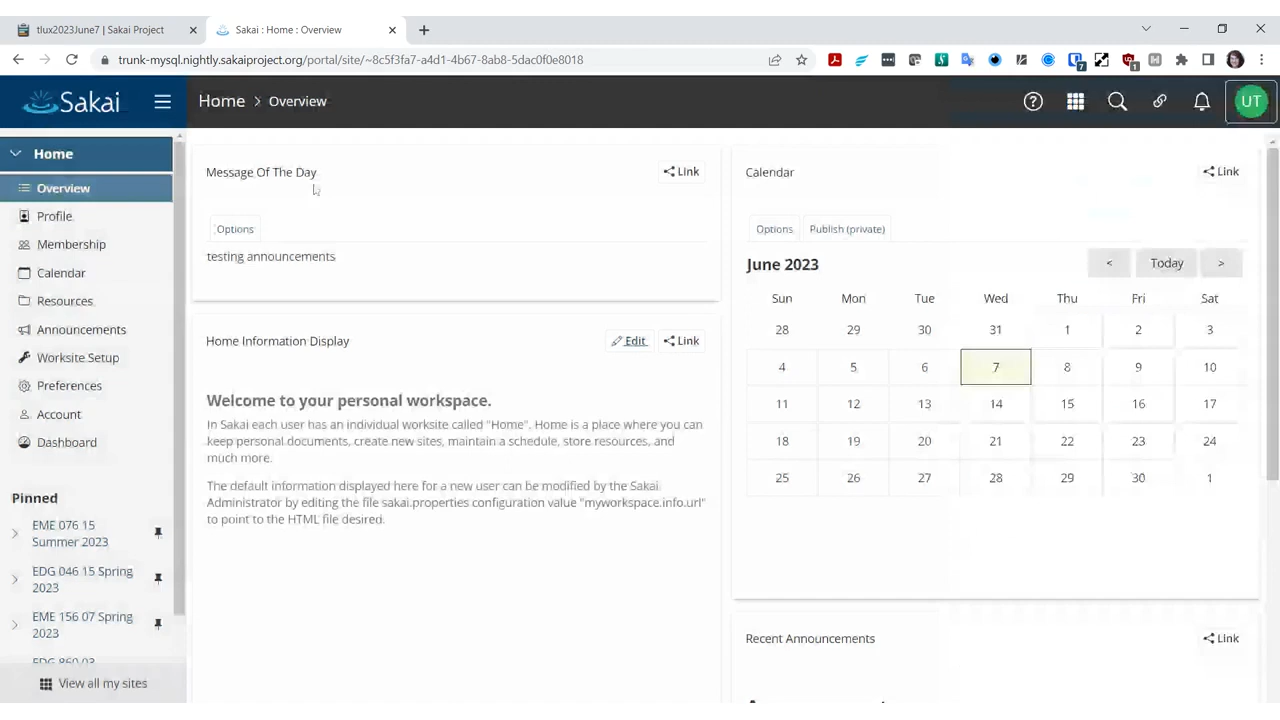 tlux2023June7 | Sakai Project
Sakai : Home : Overview
trunk-mysql.nightly.sakaiproject.org/portal/site/~8c5f3fa7-a4d1-4b67-8ab8-5dac0f0e8018
7
1
Sakai
Home > Overview
UT
Home
Overview
Profile
Membership
Calendar
Resources
Announcements
Worksite Setup
Preferences
Account
Dashboard
Pinned
EME 076 15
Summer 2023
EDG 046 15 Spring
2023
EME 156 07 Spring
2023
EDG 860 03
View all my sites
Message Of The Day
Link
Options
testing announcements
Home Information Display
Edit
Link
Welcome to your personal workspace.
In Sakai each user has an individual worksite called "Home". Home is a place where you can
keep personal documents, create new sites, maintain a schedule, store resources, and
much more.
The default information displayed here for a new user can be modified by the Sakai
Administrator by editing the file sakai.properties configuration value "myworkspace.info.url"
to point to the HTML file desired.
Calendar
Link
Options Publish (private)
June 2023
< Today >
Sun Mon Tue Wed Thu Fri Sat
28 29 30 31 1 2 3
4 5 6 7 8 9 10
11 12 13 14 15 16 17
18 19 20 21 22 23 24
25 26 27 28 29 30 1
Recent Announcements
Link